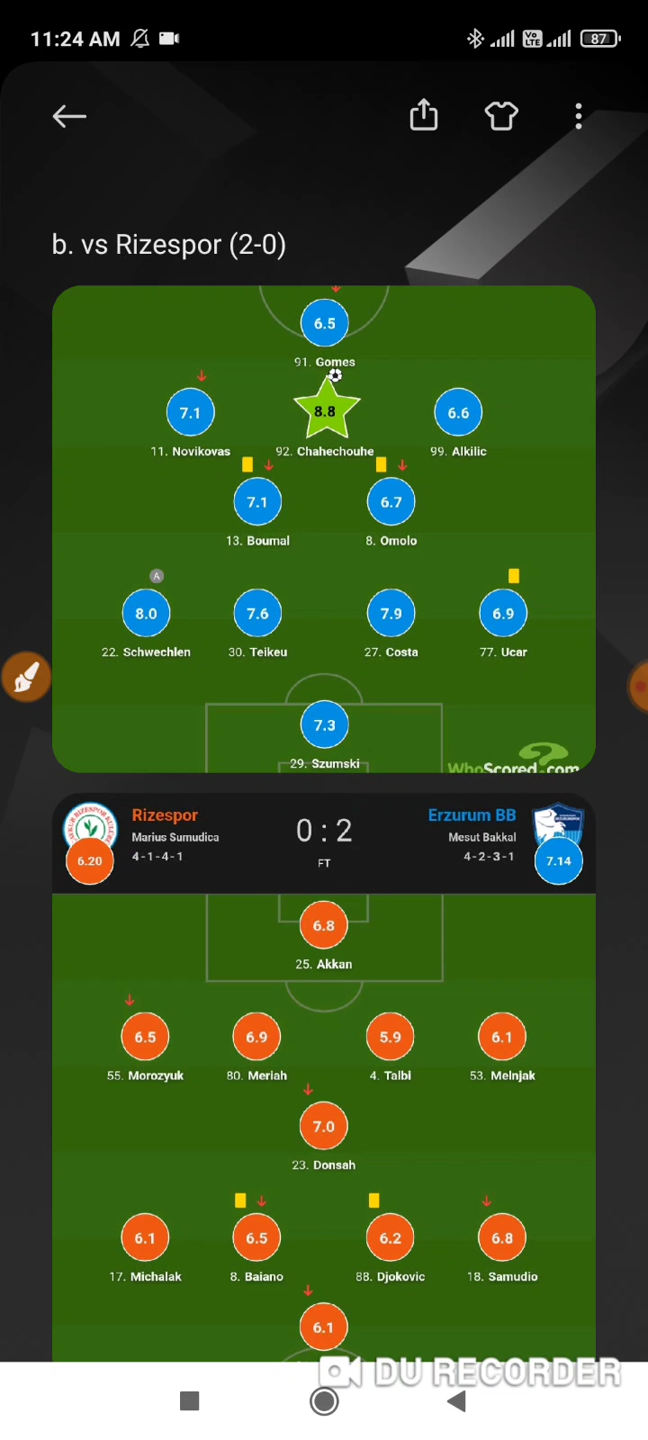 11:24 AM
Vo LTE
87
b. vs Rizespor (2-0)
6.5
91. Gomes
7.1 8.8 6.6
11. Novikovas 92. Chahechouhe 99. Alkilic
7.1 6.7
13. Boumal 8. Omolo
A
8.0 7.6 7.9 6.9
22. Schwechlen 30. Teikeu 27. Costa 77. Ucar
7.3
29. Szumski
WhoScored.com
Rizespor 0 : 2 Erzurum BB
Marius Sumudica Mesut Bakkal
4-1-4-1 FT 4-2-3-1
6.20 7.14
6.8
25. Akkan
6.5 6.9 5.9 6.1
55. Morozyuk 80. Meriah 4. Talbi 53. Melnjak
7.0
23. Donsah
6.1 6.5 6.2 6.8
17. Michalak 8. Baiano 88. Djokovic 18. Samudio
6.1
DU RECORDER